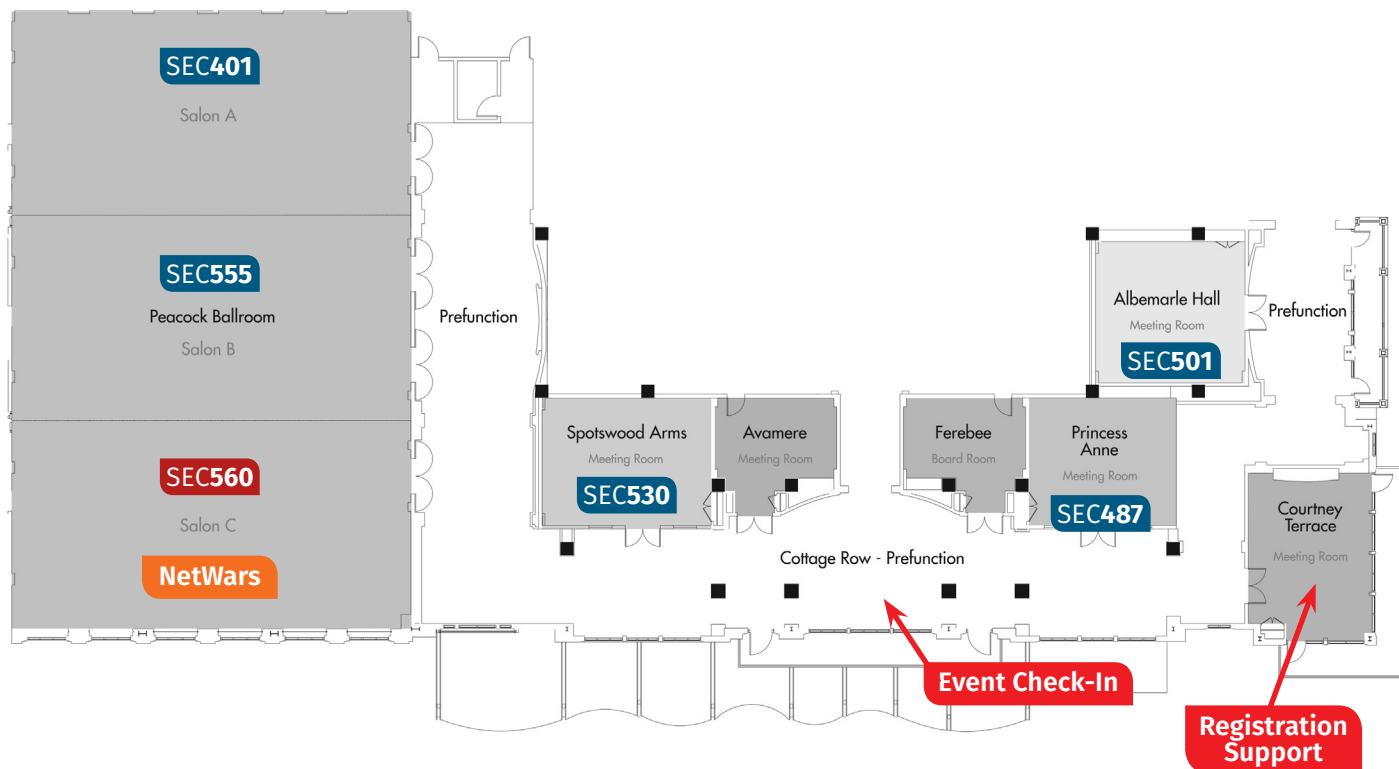 SEC401
Salon A
SEC555
Peacock Ballroom
Salon B
SEC560
Salon C
NetWars
Prefunction
Spotswood Arms
Meeting Room
SEC530
Avamere
Meeting Room
Ferebee
Board Room
Princess
Anne
Meeting Room
SEC487
Albemarle Hall
Meeting Room
SEC501
Prefunction
Courtney
Terrace
Meeting Room
Cottage Row - Prefunction
Event Check-In
Registration
Support